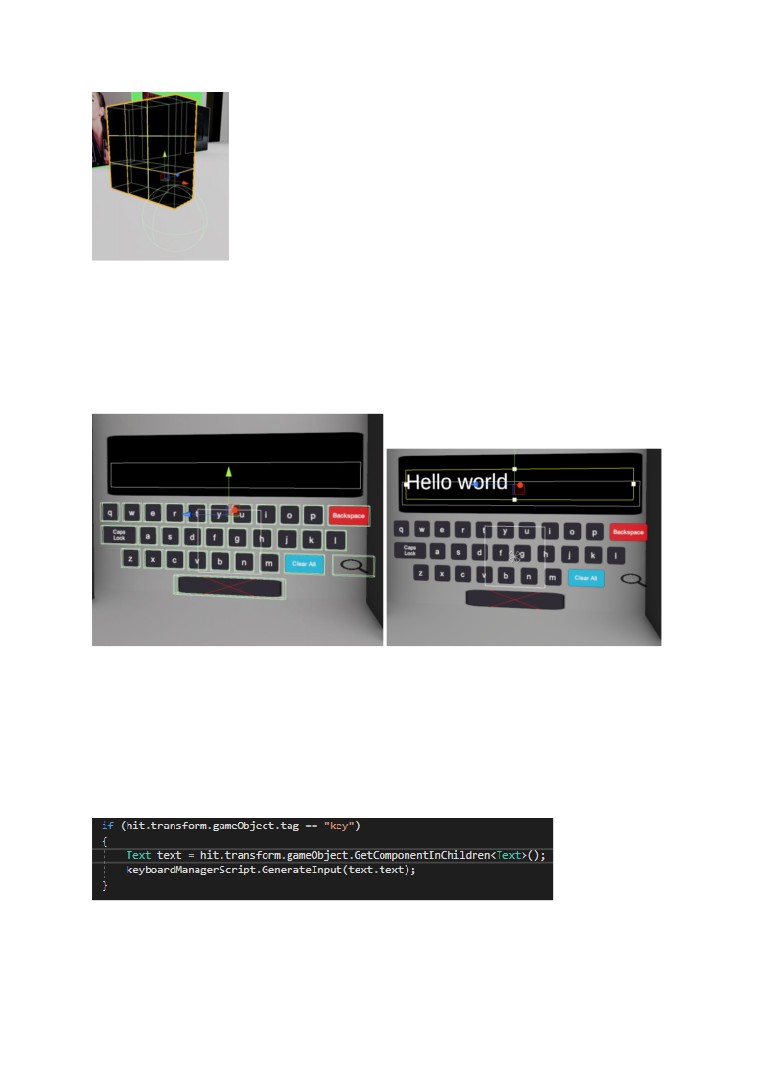 q w e r t y u i o p Backspace
Caps Lock a s d f g h j k l
z x c v b n m Clear All
Hello world
q w e r t y u i o p Backspace
Caps Lock a s d f g h j k l
z x c v b n m Clear All
if (hit.transform.gameObject.tag == "key")
{
Text text = hit.transform.gameObject.GetComponentInChildren<Text>();
keyboardManagerScript.GenerateInput(text.text);
}